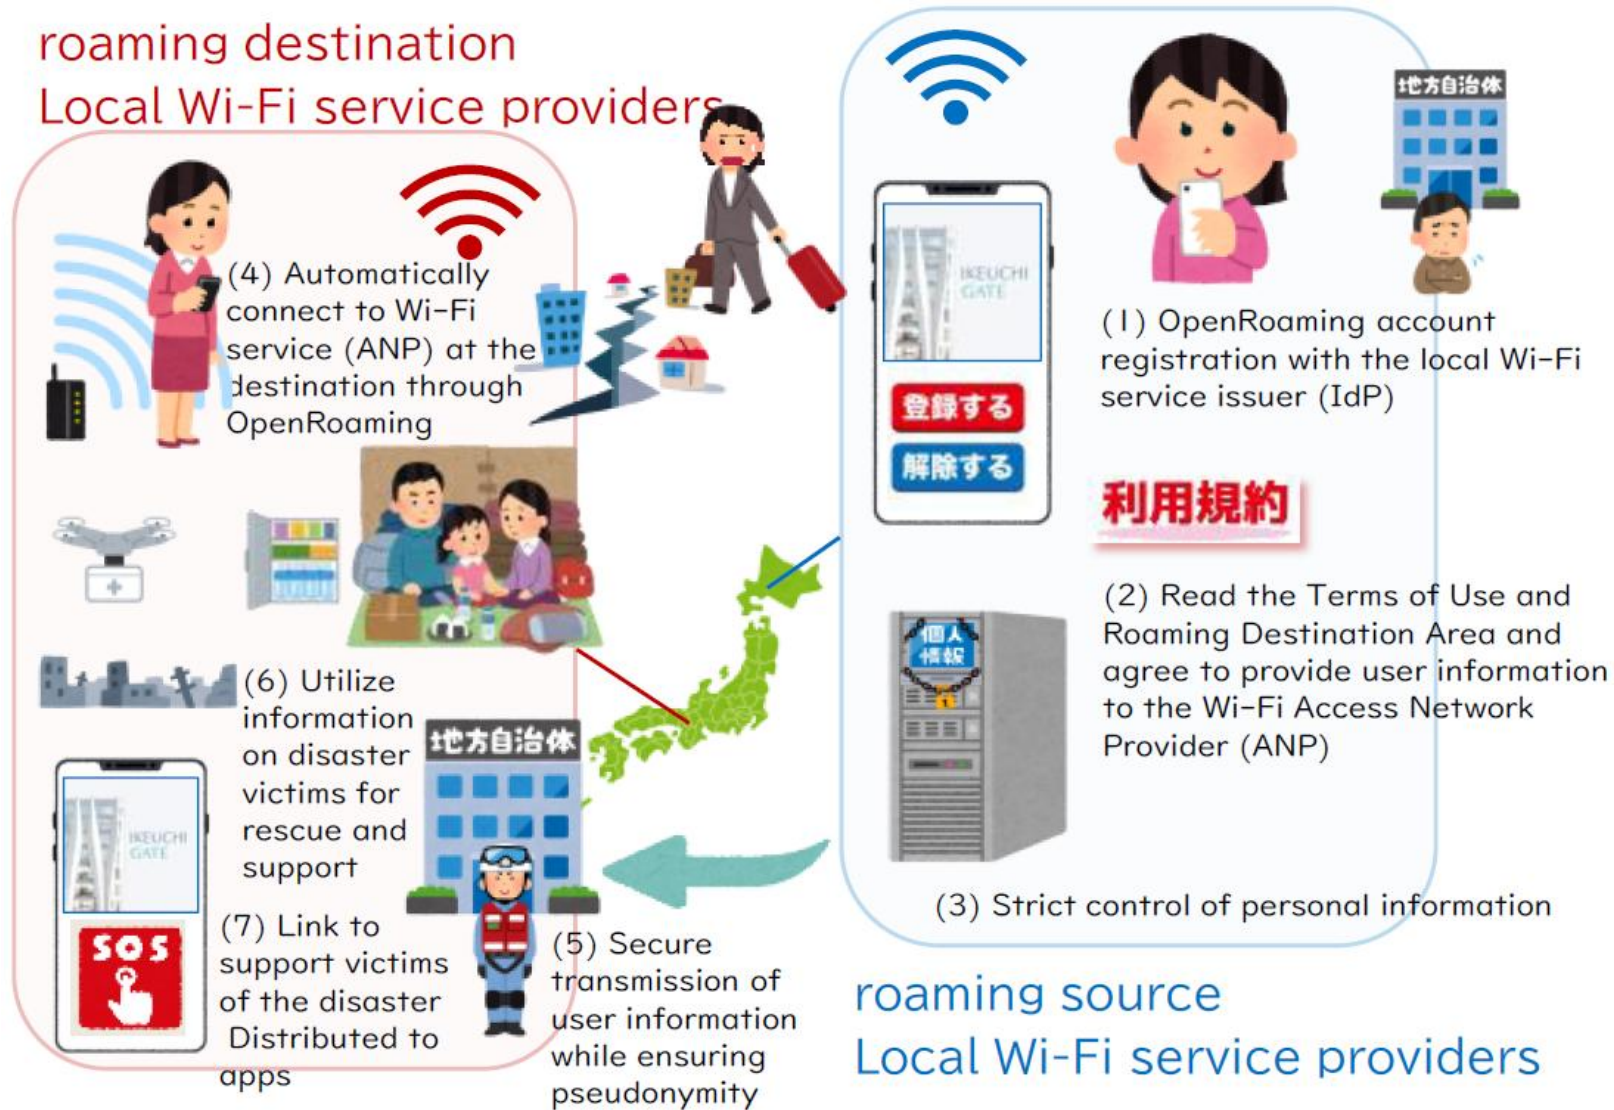 roaming destination
Local Wi-Fi service providers
(4) Automatically
connect to Wi-Fi
service (ANP) at the
destination through
OpenRoaming
(6) Utilize
information
on disaster
victims for
rescue and
support
地方自治体
IKEUCHI
GATE
SOS
(7) Link to
support victims
of the disaster
Distributed to
apps
(5) Secure
transmission of
user information
while ensuring
pseudonymity
地方自治体
IKEUCHI
GATE
登録する
解除する
(1) OpenRoaming account
registration with the local Wi-Fi
service issuer (IdP)
利用規約
(2) Read the Terms of Use and
Roaming Destination Area and
agree to provide user information
to the Wi-Fi Access Network
Provider (ANP)
個人
情報
(3) Strict control of personal information
roaming source
Local Wi-Fi service providers